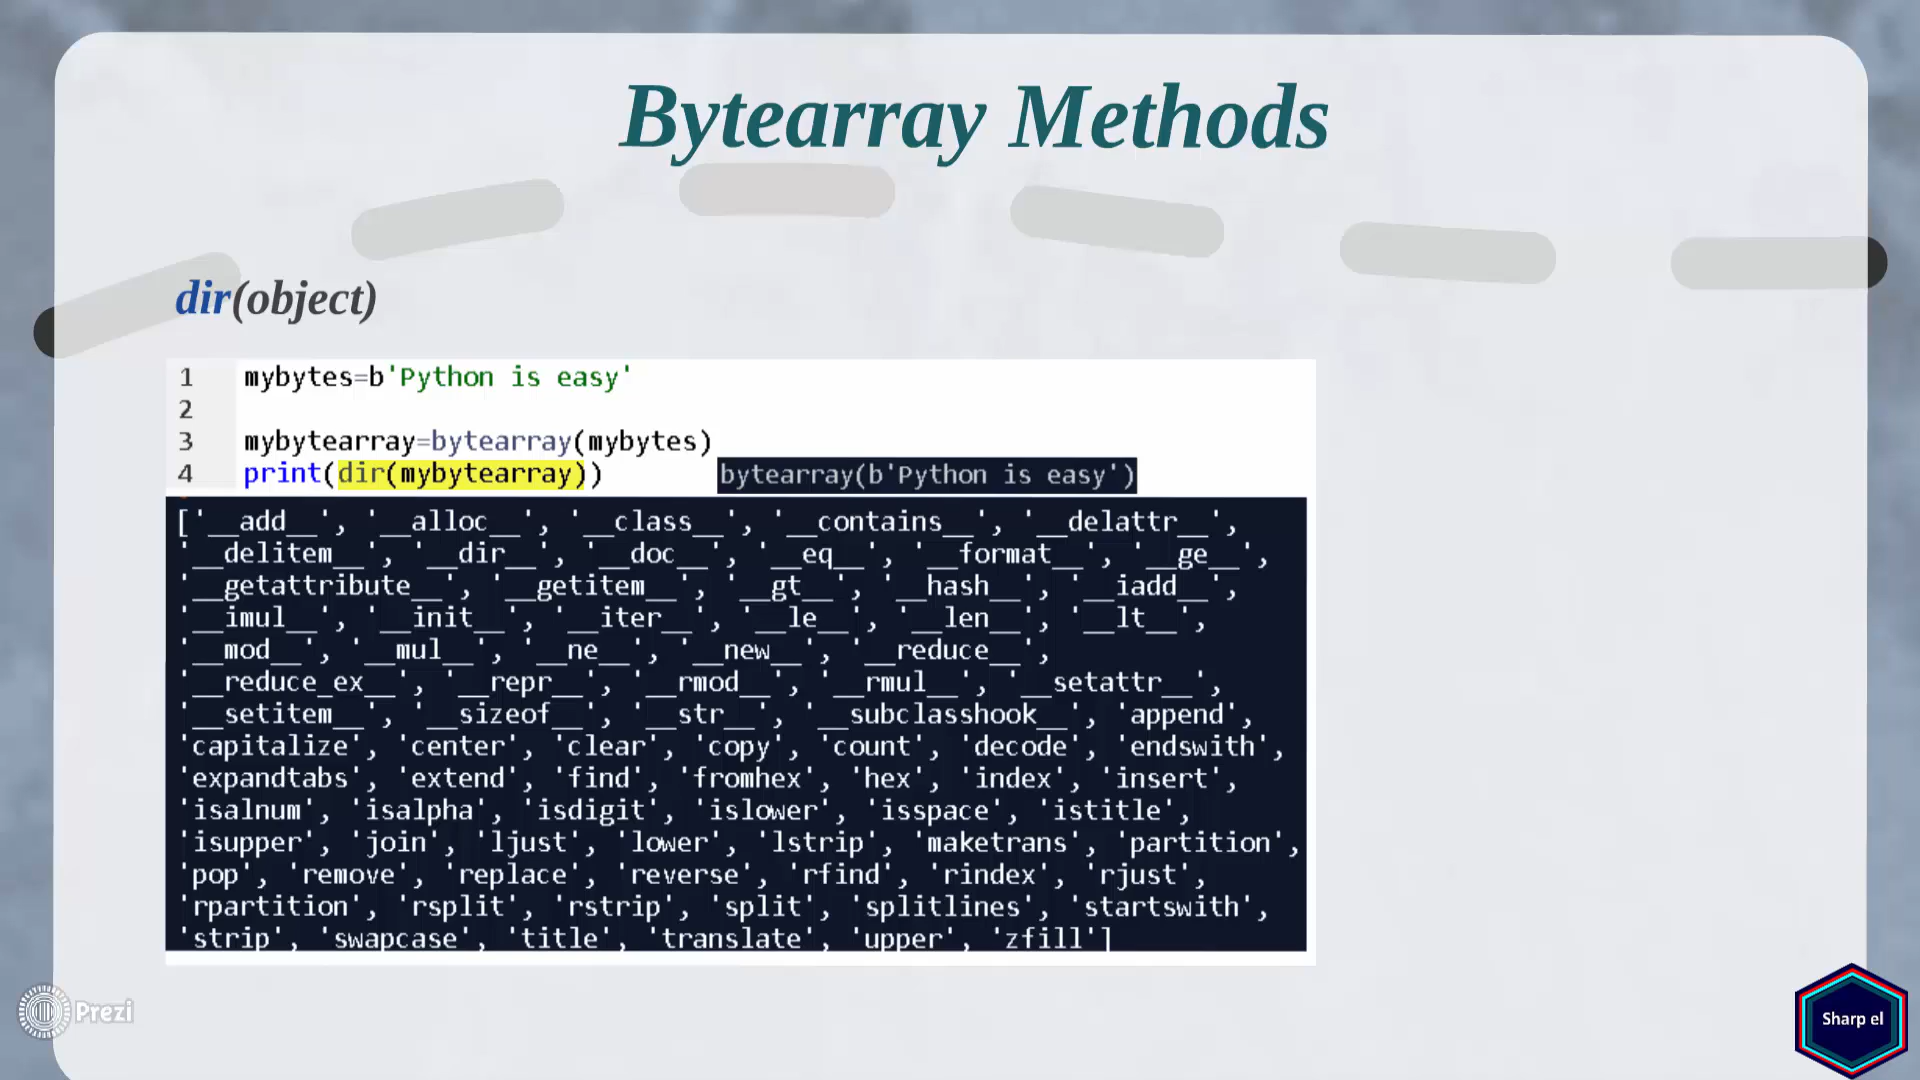 Bytearray Methods
dir(object)
1 mybytes=b'Python is easy'
2
3 mybytearray=bytearray(mybytes)
4 print(dir(mybytearray)) bytearray(b'Python is easy')
['__add__', '__alloc__', '__class__', '__contains__', '__delattr__',
'__delitem__', '__dir__', '__doc__', '__eq__', '__format__', '__ge__',
'__getattribute__', '__getitem__', '__gt__', '__hash__', '__iadd__',
'__imul__', '__init__', '__iter__', '__le__', '__len__', '__lt__',
'__mod__', '__mul__', '__ne__', '__new__', '__reduce__',
'__reduce_ex__', '__repr__', '__rmod__', '__rmul__', '__setattr__',
'__setitem__', '__sizeof__', '__str__', '__subclasshook__', 'append',
'capitalize', 'center', 'clear', 'copy', 'count', 'decode', 'endswith',
'expandtabs', 'extend', 'find', 'fromhex', 'hex', 'index', 'insert',
'isalnum', 'isalpha', 'isdigit', 'islower', 'isspace', 'istitle',
'isupper', 'join', 'ljust', 'lower', 'lstrip', 'maketrans', 'partition',
'pop', 'remove', 'replace', 'reverse', 'rfind', 'rindex', 'rjust',
'rpartition', 'rsplit', 'rstrip', 'split', 'splitlines', 'startswith',
'strip', 'swapcase', 'title', 'translate', 'upper', 'zfill']
Prezi
Sharp el